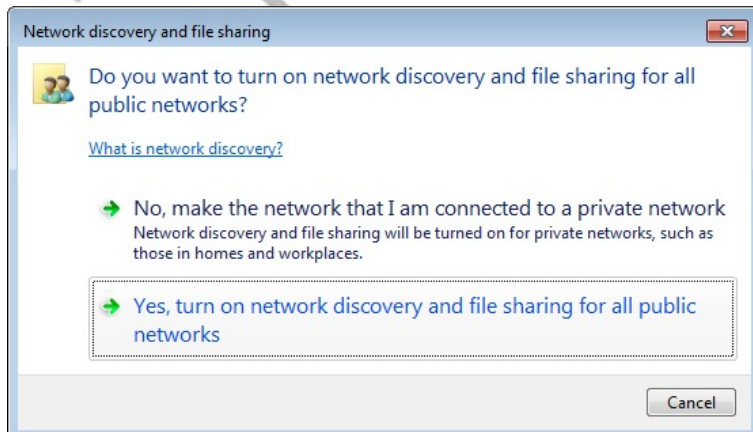 Network discovery and file sharing
Do you want to turn on network discovery and file sharing for all
public networks?
What is network discovery?
No, make the network that I am connected to a private network
Network discovery and file sharing will be turned on for private networks, such as
those in homes and workplaces.
Yes, turn on network discovery and file sharing for all public
networks
Cancel